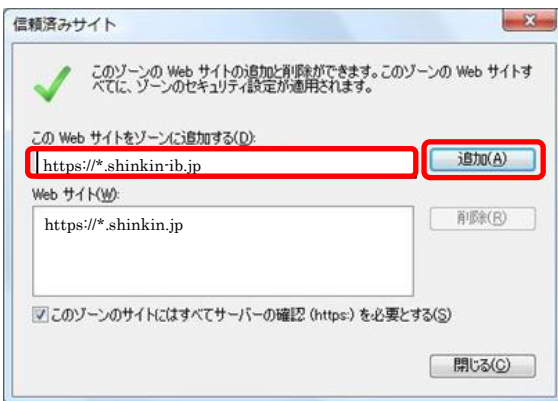 信頼済みサイト
このゾーンの Web サイトの追加と削除ができます。このゾーンの Web サイトす
べてに、ゾーンのセキュリティ設定が適用されます。
この Web サイトをゾーンに追加する(D):
https://*.shinkin-ib.jp
追加(A)
Web サイト(W):
https://*.shinkin.jp
削除(R)
このゾーンのサイトにはすべてサーバーの確認 (https:) を必要とする(S)
閉じる(C)